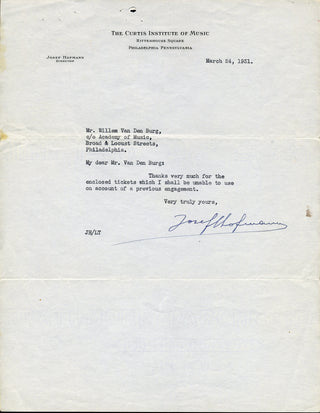 THE CURTIS INSTITUTE OF MUSIC
RITTENHOUSE SQUARE
PHILADELPHIA PENNSYLVANIA
JOSEF HOFMANN
DIRECTOR
March 24, 1931.
Mr. Willem Van Den Burg,
c/o Academy of Music,
Broad & Locust Streets,
Philadelphia.
My dear Mr. Van Den Burg:
Thanks very much for the
enclosed tickets which I shall be unable to use
on account of a previous engagement.
Very truly yours,
Josef Hofmann
JH/LT